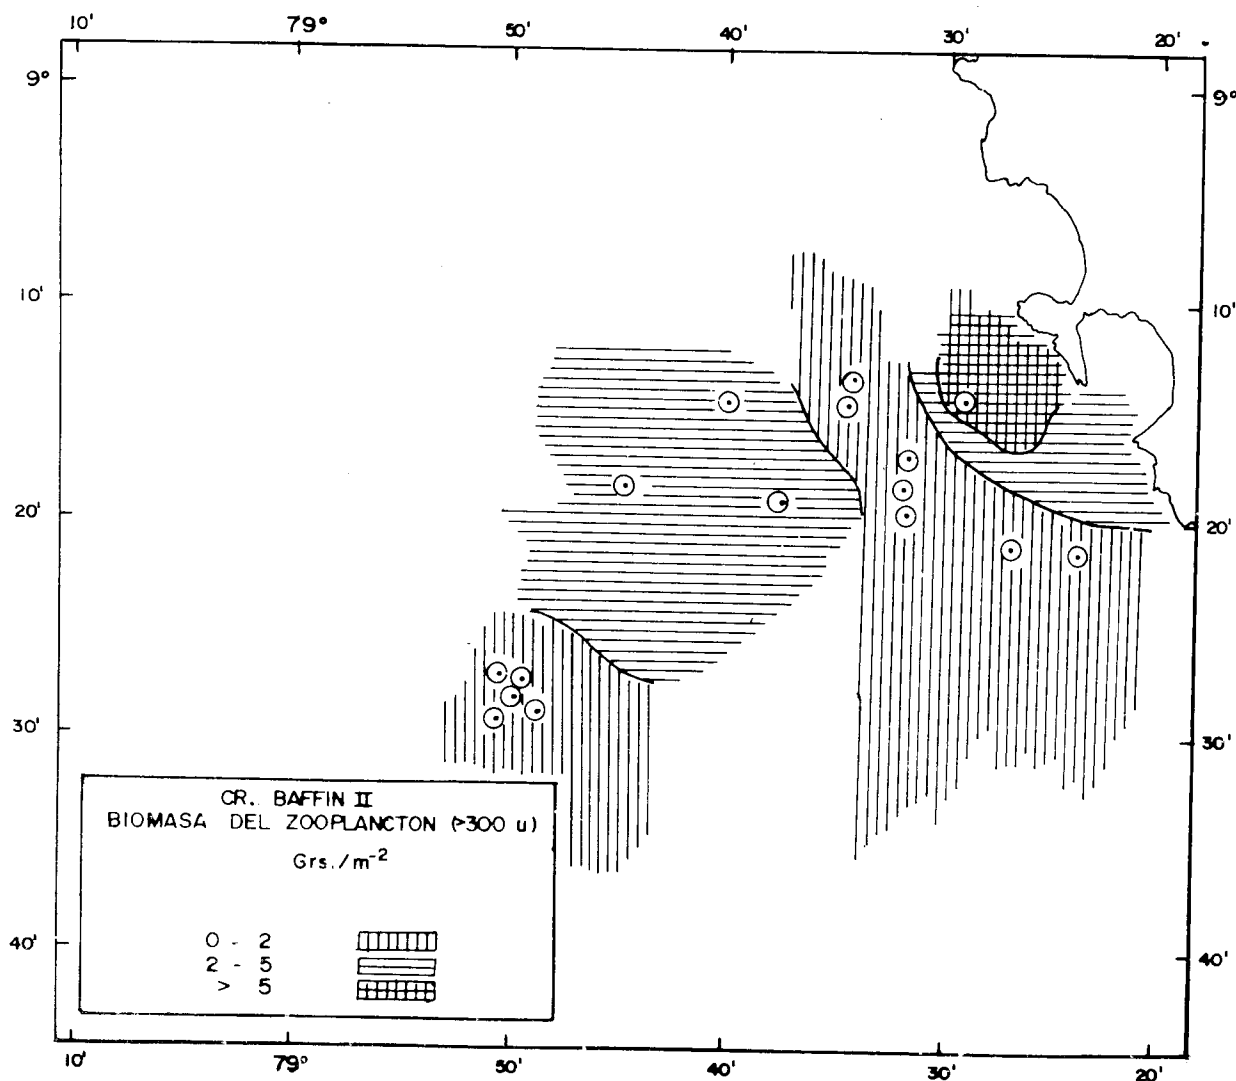 10' 79° 50' 40' 30' 20'
9° 9°
10' 10'
20' 20'
30' 30'
CR. BAFFIN II
BIOMASA DEL ZOOPLANCTON (>300 u)
Grs./m-2
0 - 2
2 - 5
> 5
40' 40'
10' 79° 50' 40' 30' 20'